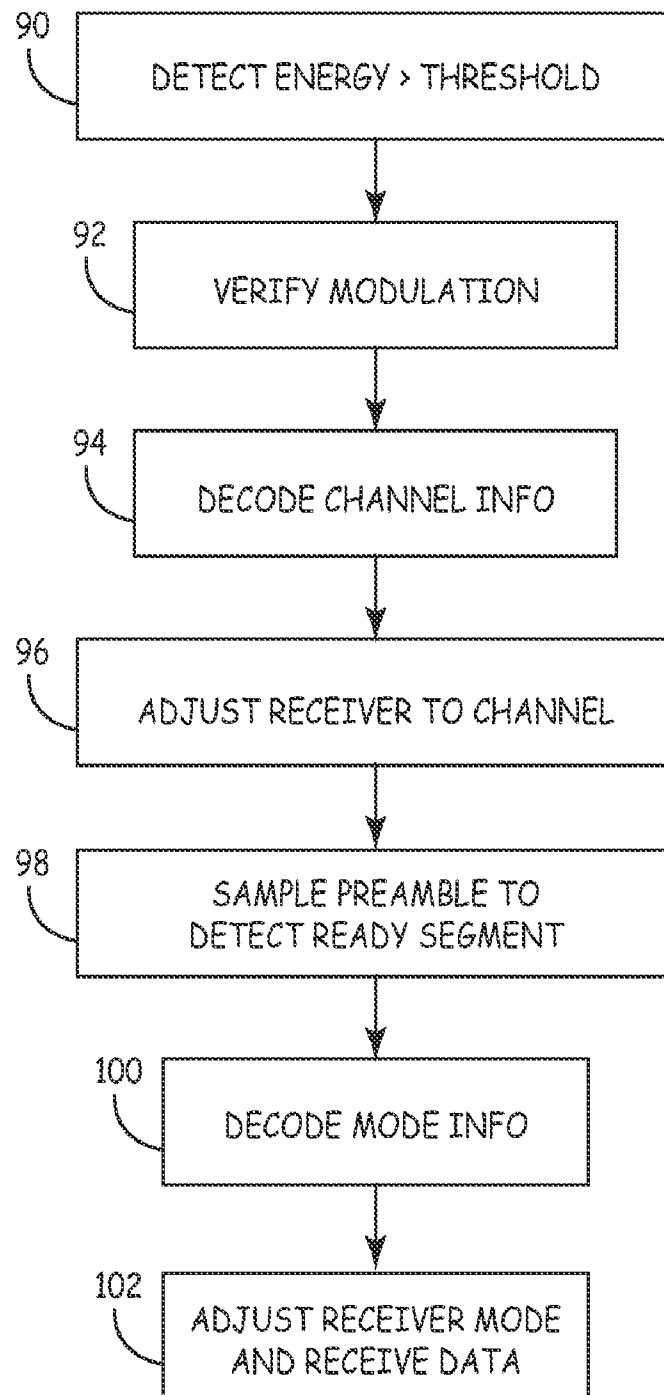 90
DETECT ENERGY > THRESHOLD
92
VERIFY MODULATION
94
DECODE CHANNEL INFO
96
ADJUST RECEIVER TO CHANNEL
98
SAMPLE PREAMBLE TO
DETECT READY SEGMENT
100
DECODE MODE INFO
102
ADJUST RECEIVER MODE
AND RECEIVE DATA